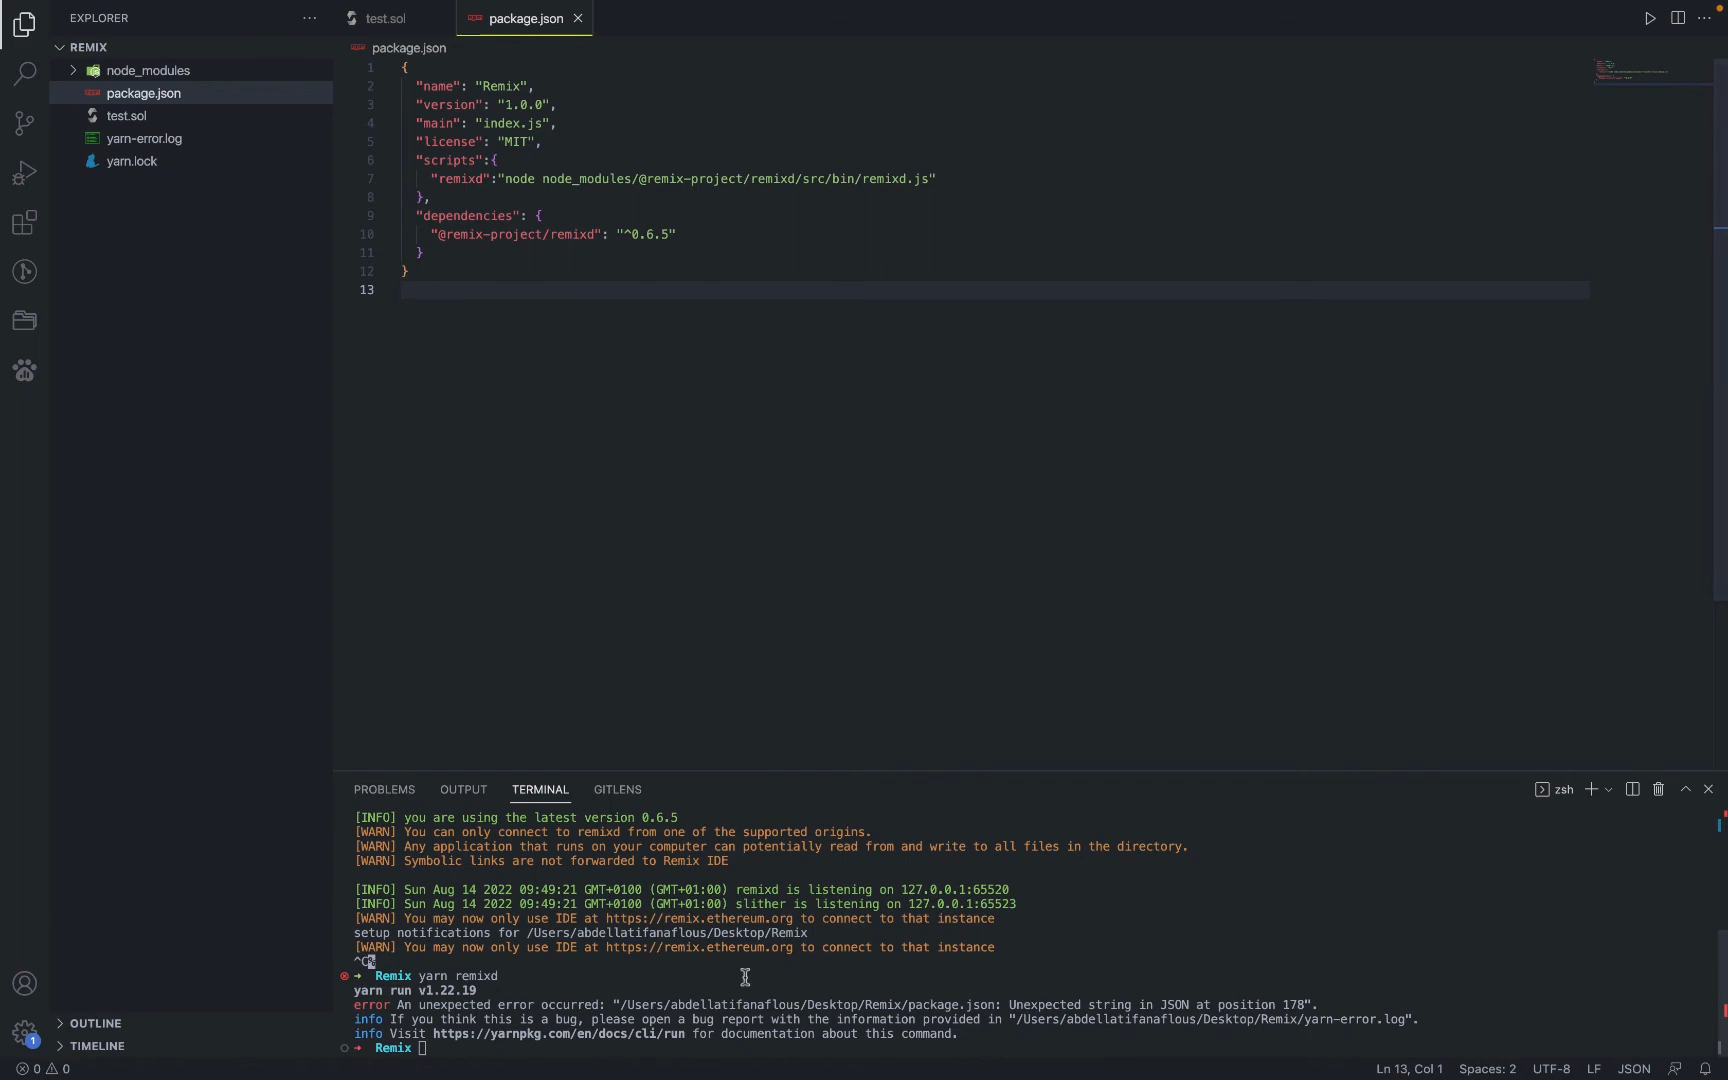 EXPLORER
REMIX
node_modules
package.json
test.sol
yarn-error.log
yarn.lock
OUTLINE
TIMELINE
1
test.sol
package.json
package.json
1 {
2 "name": "Remix",
3 "version": "1.0.0",
4 "main": "index.js",
5 "license": "MIT",
6 "scripts":{
7 "remixd":"node node_modules/@remix-project/remixd/src/bin/remixd.js"
8 },
9 "dependencies": {
10 "@remix-project/remixd": "^0.6.5"
11 }
12 }
13
PROBLEMS OUTPUT TERMINAL GITLENS
zsh
[INFO] you are using the latest version 0.6.5
[WARN] You can only connect to remixd from one of the supported origins.
[WARN] Any application that runs on your computer can potentially read from and write to all files in the directory.
[WARN] Symbolic links are not forwarded to Remix IDE
[INFO] Sun Aug 14 2022 09:49:21 GMT+0100 (GMT+01:00) remixd is listening on 127.0.0.1:65520
[INFO] Sun Aug 14 2022 09:49:21 GMT+0100 (GMT+01:00) slither is listening on 127.0.0.1:65523
[WARN] You may now only use IDE at https://remix.ethereum.org to connect to that instance
setup notifications for /Users/abdellatifanaflous/Desktop/Remix
[WARN] You may now only use IDE at https://remix.ethereum.org to connect to that instance
^C%
➜ Remix yarn remixd
yarn run v1.22.19
error An unexpected error occurred: "/Users/abdellatifanaflous/Desktop/Remix/package.json: Unexpected string in JSON at position 178".
info If you think this is a bug, please open a bug report with the information provided in "/Users/abdellatifanaflous/Desktop/Remix/yarn-error.log".
info Visit https://yarnpkg.com/en/docs/cli/run for documentation about this command.
➜ Remix
0 0
Ln 13, Col 1 Spaces: 2 UTF-8 LF JSON